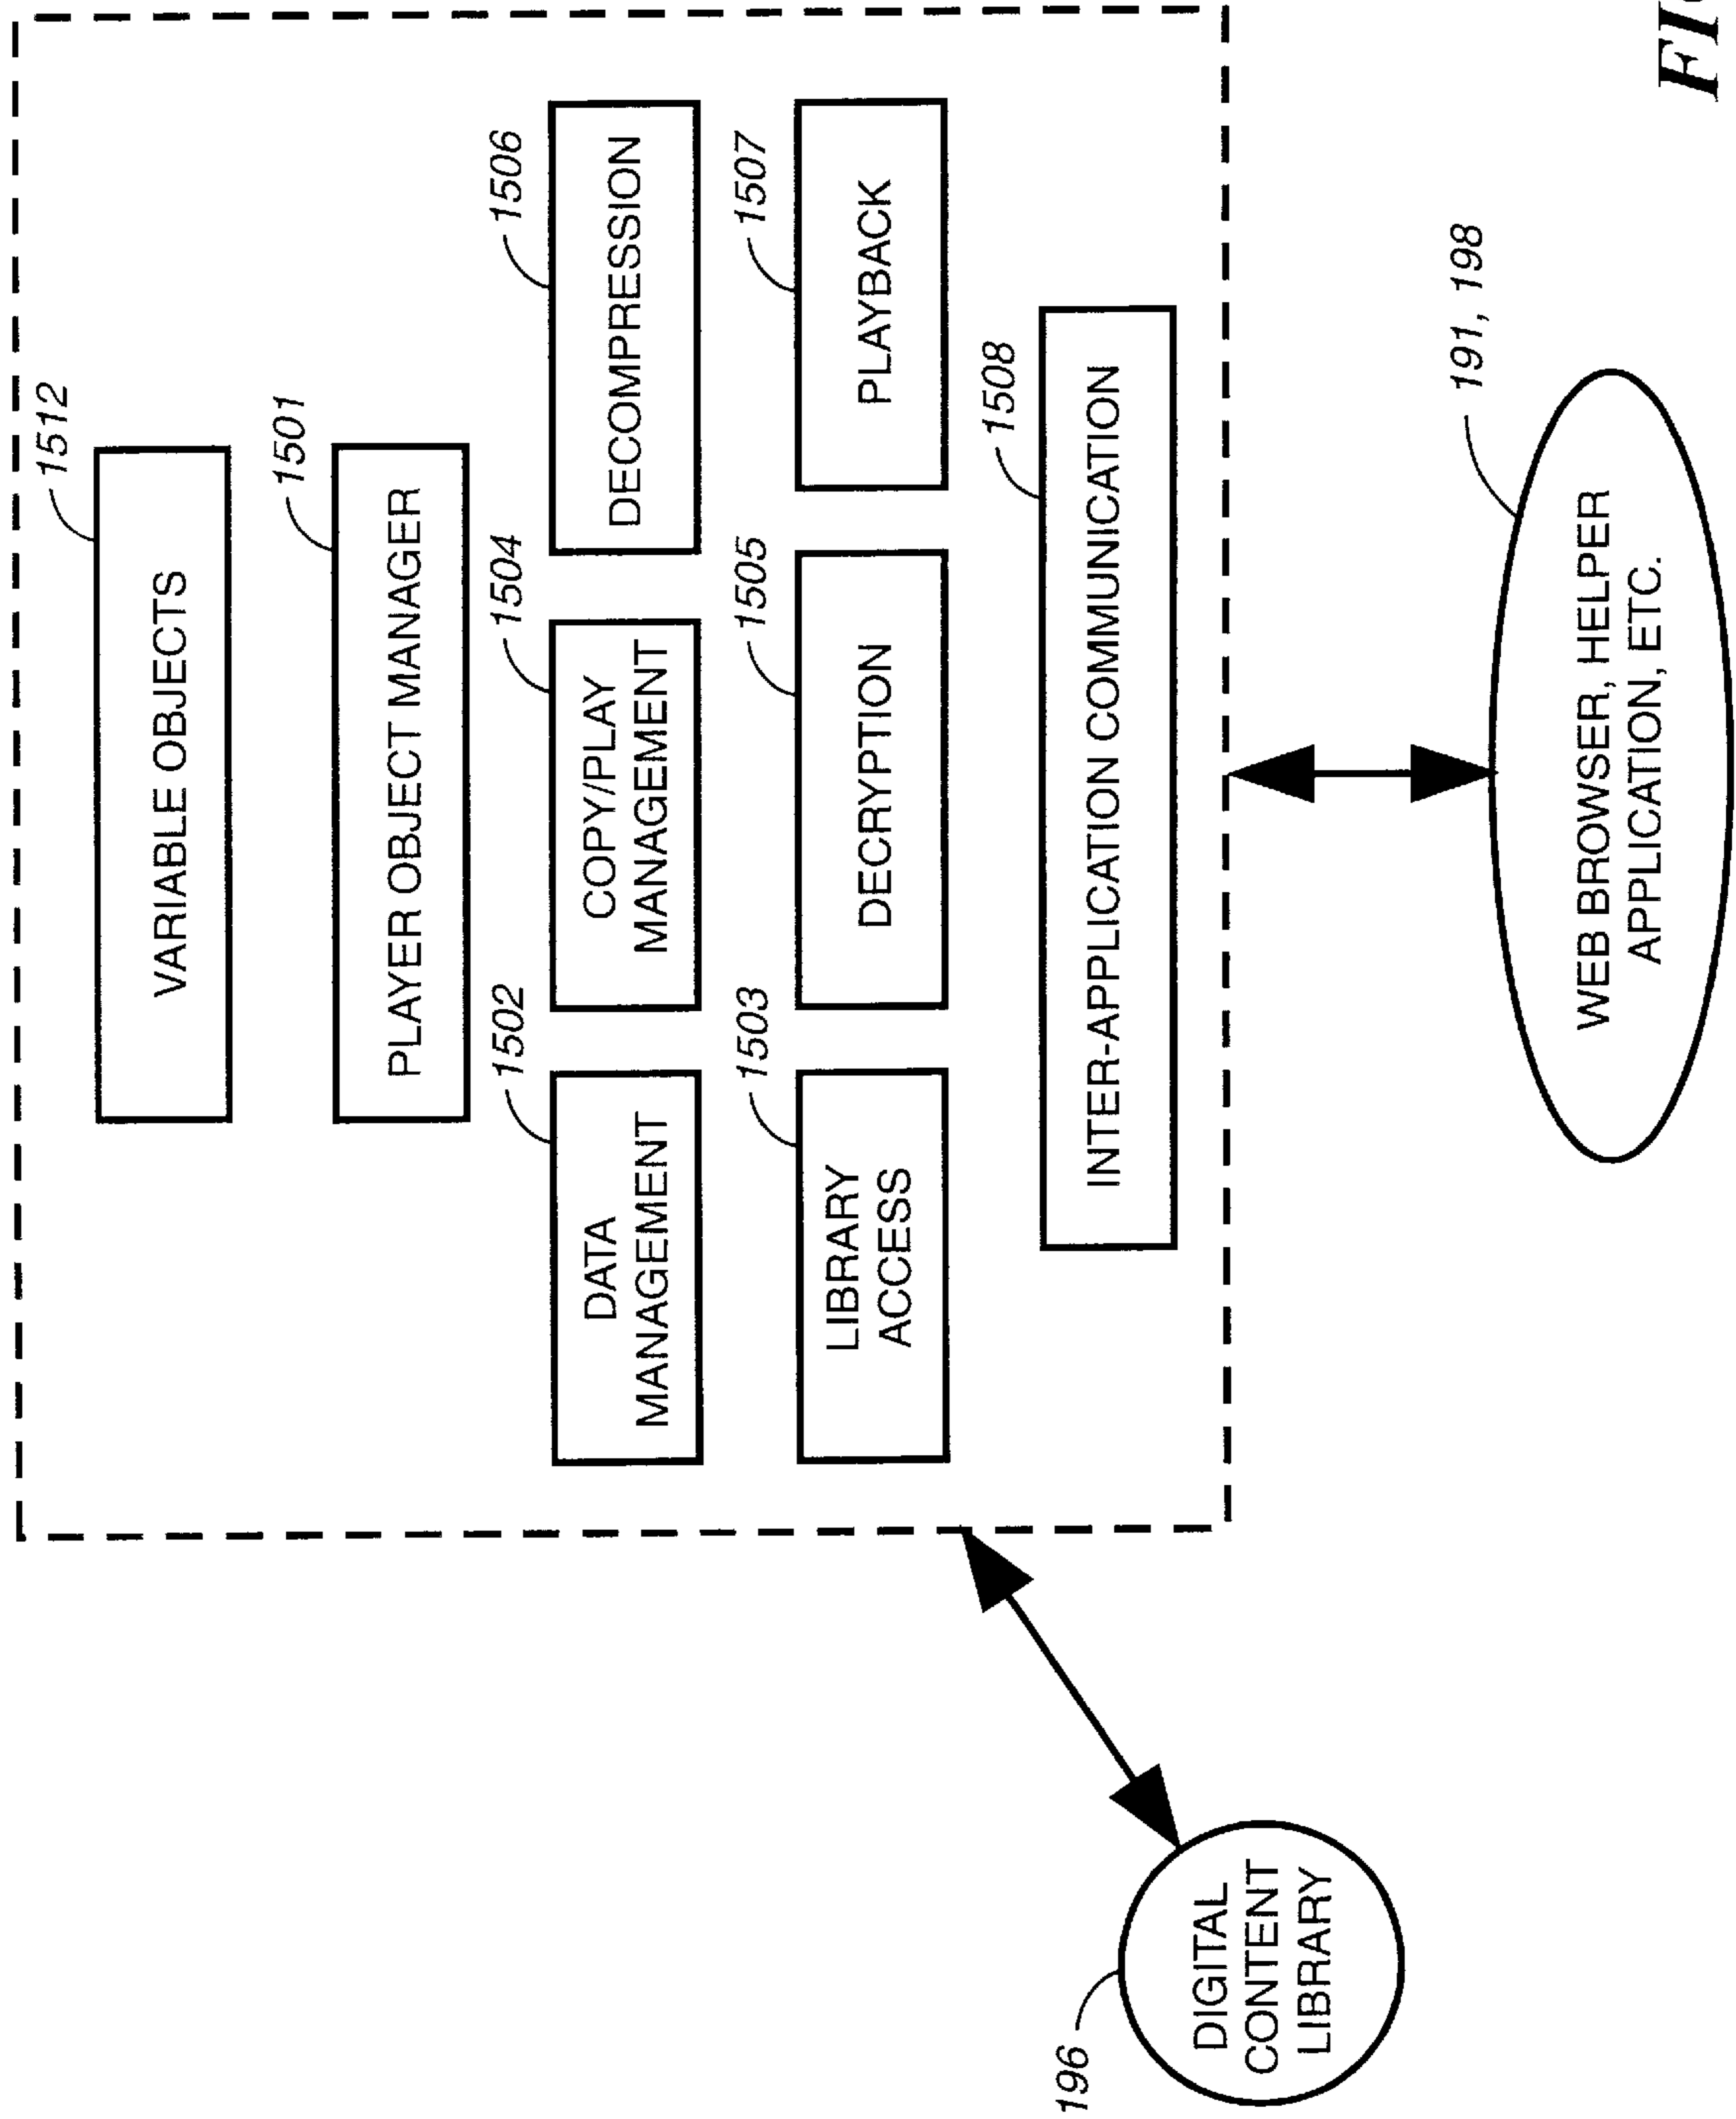 1512
VARIABLE OBJECTS
1501
PLAYER OBJECT MANAGER
1502
DATA
MANAGEMENT
1504
COPY/PLAY
MANAGEMENT
1506
DECOMPRESSION
1503
LIBRARY
ACCESS
1505
DECRYPTION
1507
PLAYBACK
1508
INTER-APPLICATION COMMUNICATION
196
DIGITAL
CONTENT
LIBRARY
191, 198
WEB BROWSER, HELPER
APPLICATION, ETC.